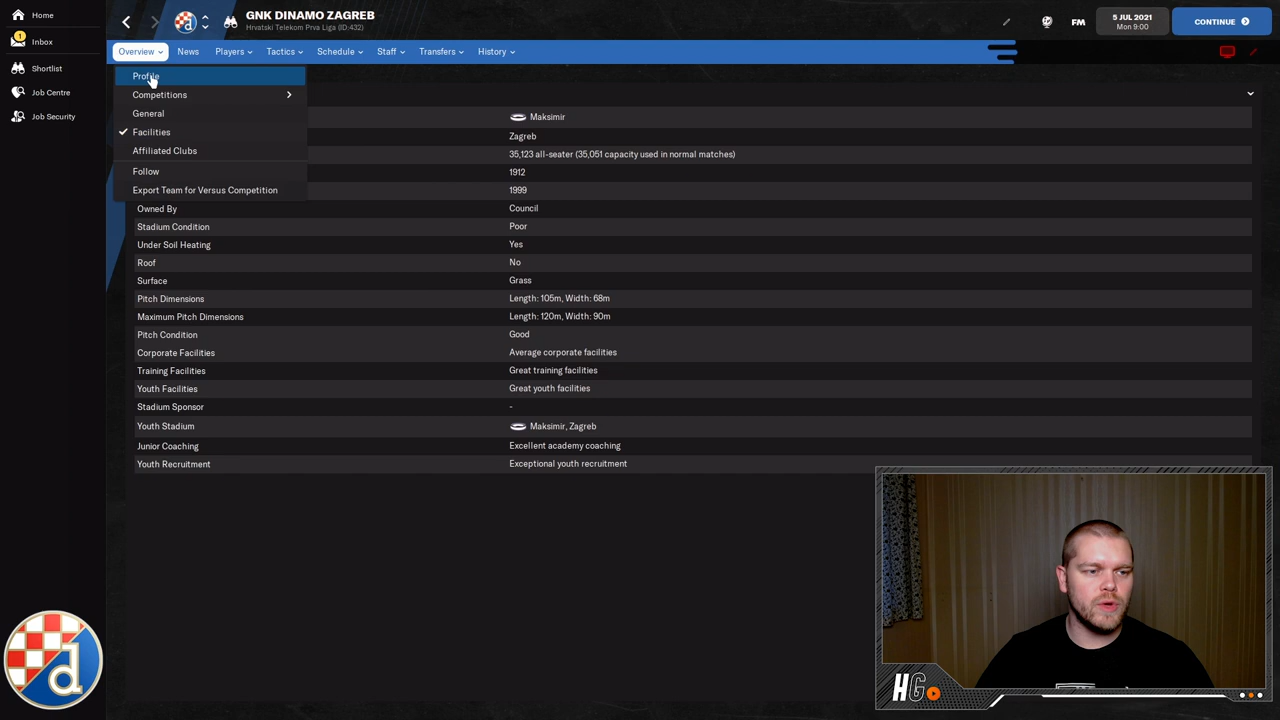 Home
Inbox
1
Shortlist
Job Centre
Job Security
GNK DINAMO ZAGREB
Hrvatski Telekom Prva Liga (ID:432)
FM
5 JUL 2021
Mon 9:00
CONTINUE
Overview
News
Players
Tactics
Schedule
Staff
Transfers
History
Profile
Competitions
General
Facilities
Affiliated Clubs
Follow
Export Team for Versus Competition
Maksimir
Zagreb
35,123 all-seater (35,051 capacity used in normal matches)
1912
1999
Owned By Council
Stadium Condition Poor
Under Soil Heating Yes
Roof No
Surface Grass
Pitch Dimensions Length: 105m, Width: 68m
Maximum Pitch Dimensions Length: 120m, Width: 90m
Pitch Condition Good
Corporate Facilities Average corporate facilities
Training Facilities Great training facilities
Youth Facilities Great youth facilities
Stadium Sponsor -
Youth Stadium Maksimir, Zagreb
Junior Coaching Excellent academy coaching
Youth Recruitment Exceptional youth recruitment
d
HG